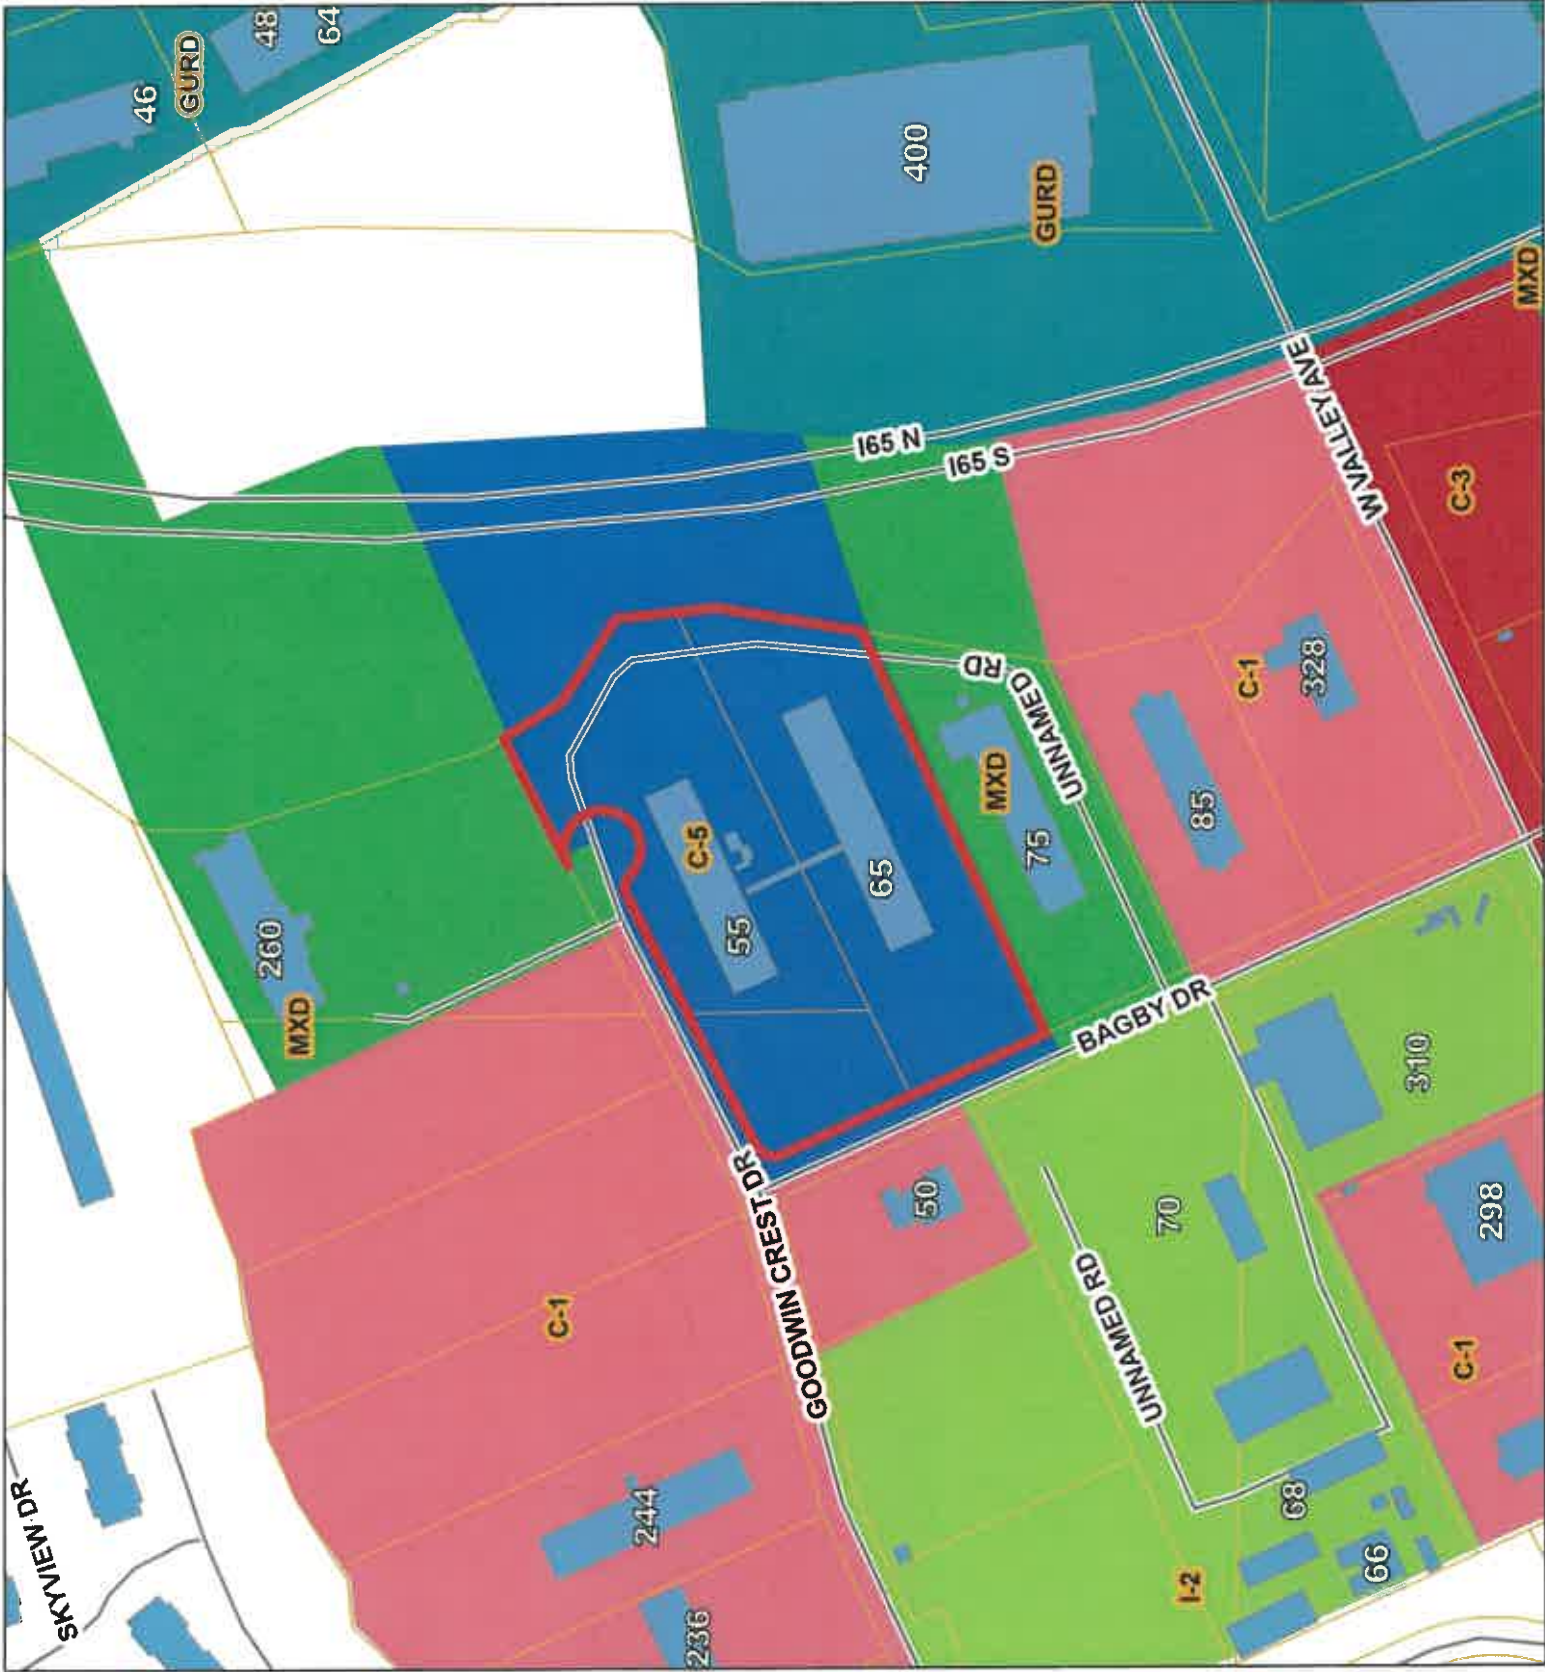 46
GURD
48
64
400
GURD
I65 N
I65 S
W VALLEY AVE
MXD
C-3
UNNAMED RD
C-1
328
MXD
75
85
C-5
55
65
260
MXD
BAGBY DR
310
GOODWIN CREST DR
50
70
298
C-1
UNNAMED RD
C-1
SKYVIEW DR
244
236
68
66
I-2